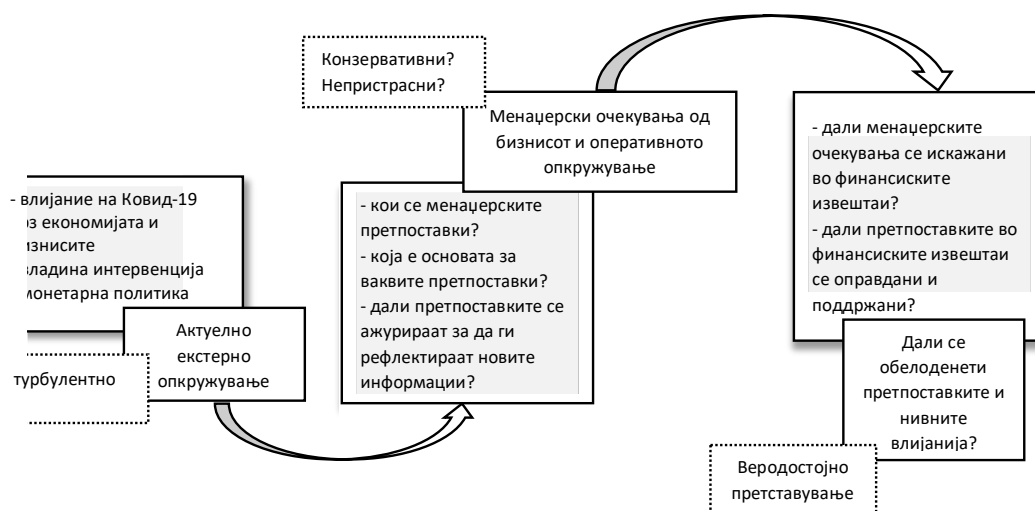 Конзервативни?
Непристрасни?
Менаџерски очекувања од
бизнисот и оперативното
опкружување
- влијание на Ковид-19
економијата и
владина интервенција
монетарна политика
Актуелно
екстерно
опкружување
турбулентно
- кои се менаџерските
претпоставки?
- која е основата за
ваквите претпоставки?
- дали претпоставките се
ажурираат за да ги
рефлектираат новите
информации?
- дали менаџерските
очекувања се искажани
во финансиските
извештаи?
- дали претпоставките во
финансиските извештаи
се оправдани и
поддржани?
Дали се
обелоденети
претпоставките и
нивните
влијанија?
Веродостојно
претставување